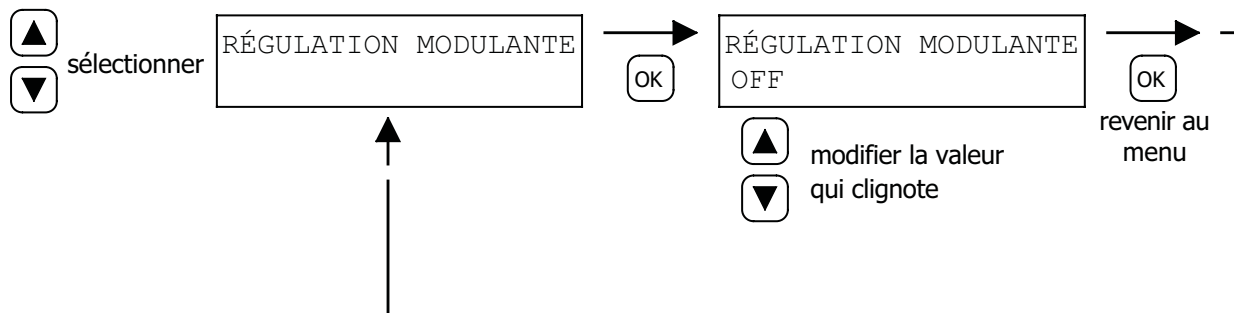 sélectionner
RÉGULATION MODULANTE
OK
RÉGULATION MODULANTE
OFF
OK
revenir au
menu
modifier la valeur
qui clignote